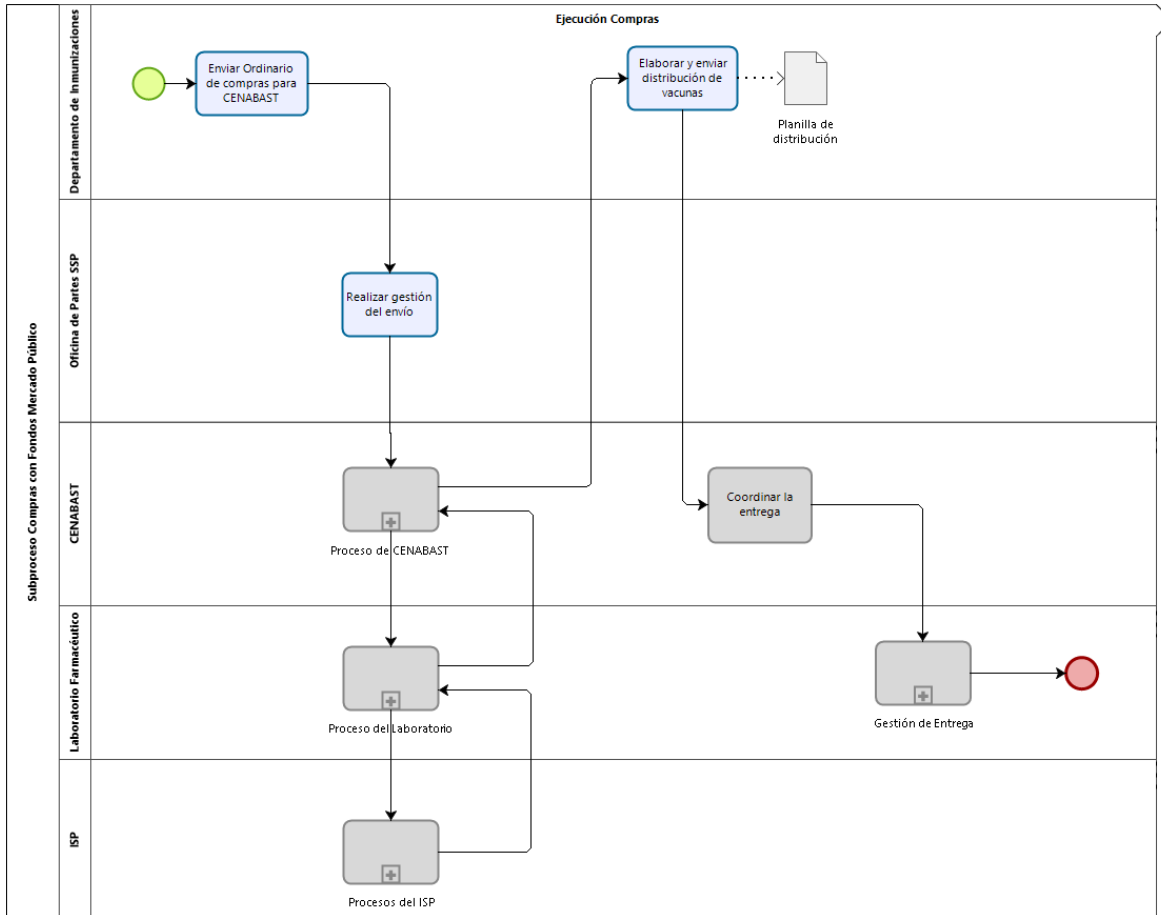 Ejecución Compras
Subproceso Compras con Fondos Mercado Público
Departamento de Inmunizaciones
Enviar Ordinario
de compras para
CENABAST
Elaborar y enviar
distribución de
vacunas
Planilla de
distribución
Oficina de Partes SSP
Realizar gestión
del envío
CENABAST
Proceso de CENABAST
Coordinar la
entrega
Laboratorio Farmacéutico
Proceso del Laboratorio
Gestión de Entrega
ISP
Procesos del ISP